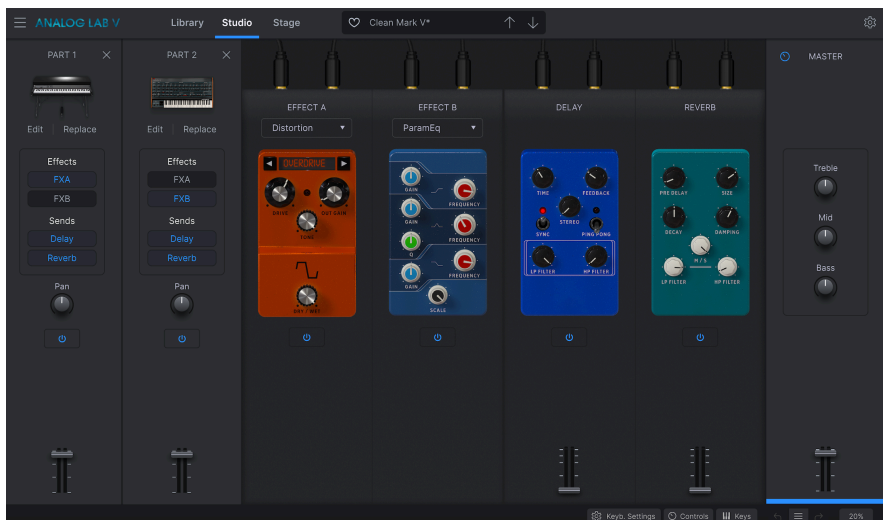 ANALOG LAB V
Library Studio Stage
Clean Mark V*
PART 1
Edit Replace
Effects
FXA
FXB
Sends
Delay
Reverb
Pan
PART 2
Edit Replace
Effects
FXA
FXB
Sends
Delay
Reverb
Pan
EFFECT A
Distortion
OVERDRIVE
DRIVE OUT GAIN
TONE
DRY / WET
EFFECT B
ParamEq
GAIN
FREQUENCY
GAIN
FREQUENCY
Q
FREQUENCY
GAIN
SCALE
DELAY
TIME FEEDBACK
STEREO
SYNC PING PONG
LP FILTER HP FILTER
REVERB
PRE DELAY SIZE
DECAY DAMPING
M / S
LP FILTER HP FILTER
MASTER
Treble
Mid
Bass
Keyb. Settings Controls Keys 20%